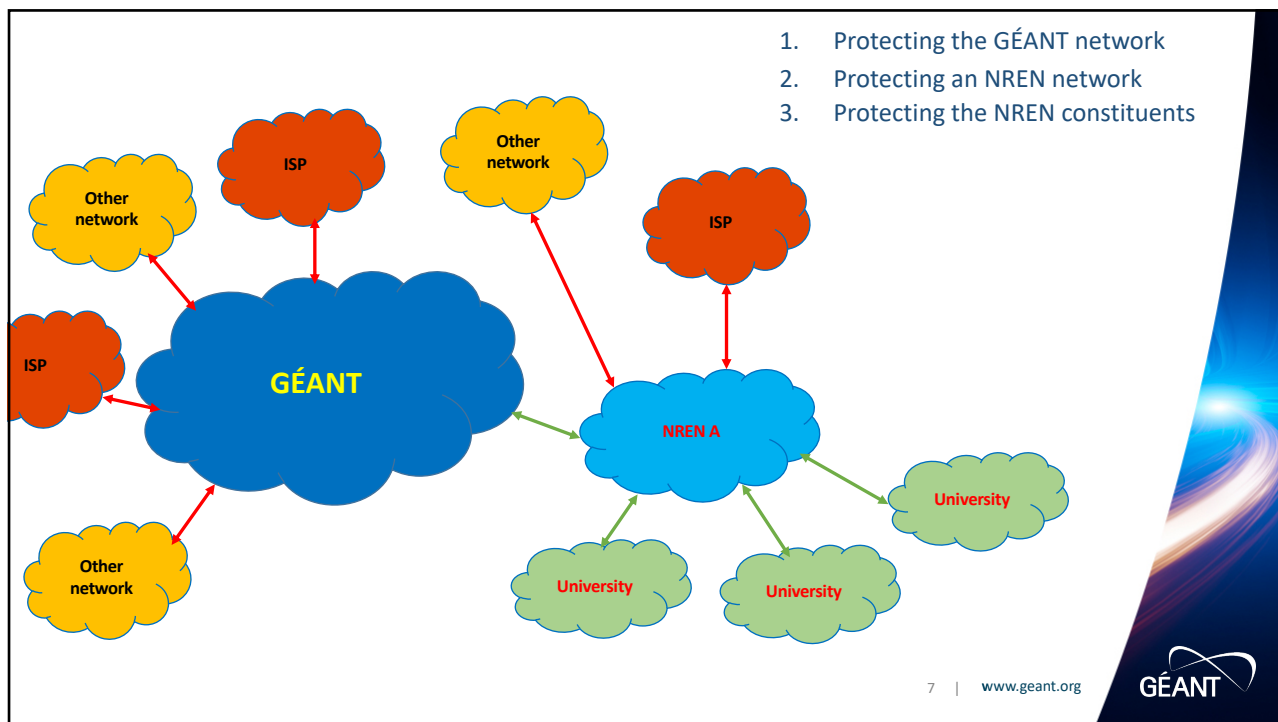 1. Protecting the GÉANT network
2. Protecting an NREN network
3. Protecting the NREN constituents
Other
network
ISP
Other
network
ISP
ISP
GÉANT
NREN A
University
Other
network
University
University
7 | www.geant.org
GÉANT